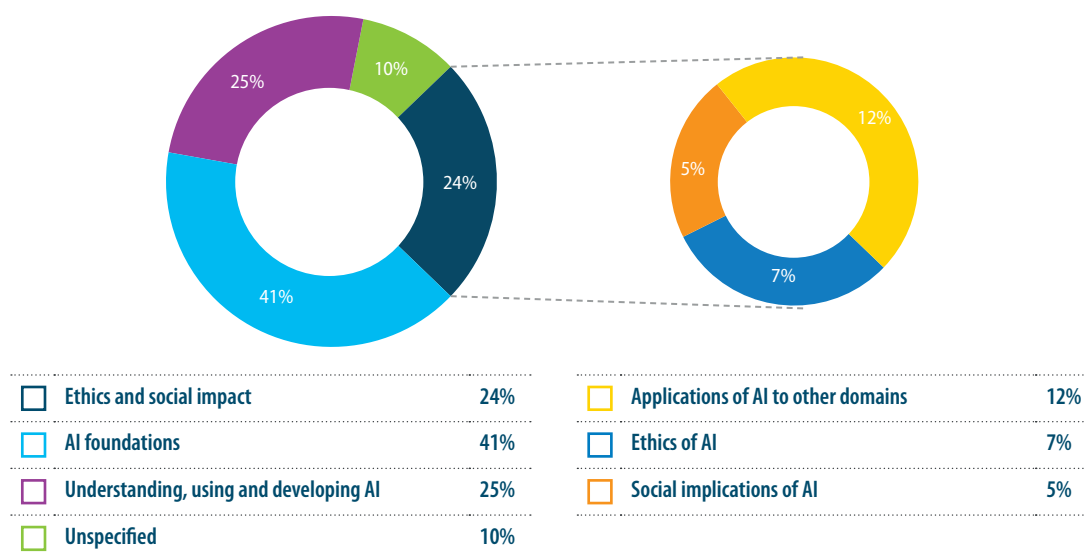 10%
25%
24%
41%
12%
5%
7%
Ethics and social impact 24%
AI foundations 41%
Understanding, using and developing AI 25%
Unspecified 10%
Applications of AI to other domains 12%
Ethics of AI 7%
Social implications of AI 5%